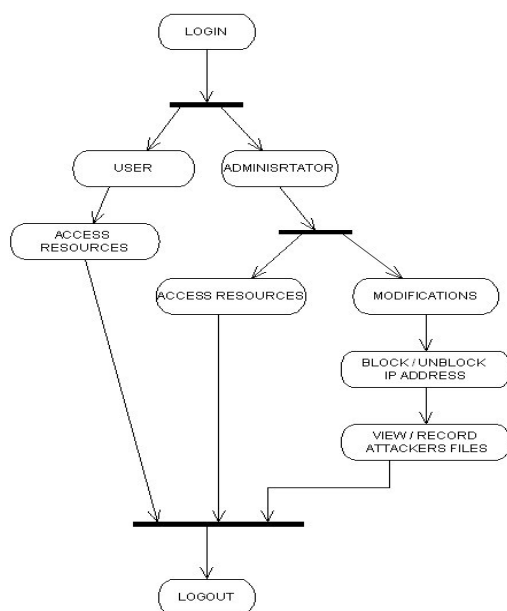 LOGIN
USER
ADMINISRTATOR
ACCESS
RESOURCES
ACCESS RESOURCES
MODIFICATIONS
BLOCK / UNBLOCK
IP ADDRESS
VIEW / RECORD
ATTACKERS FILES
LOGOUT